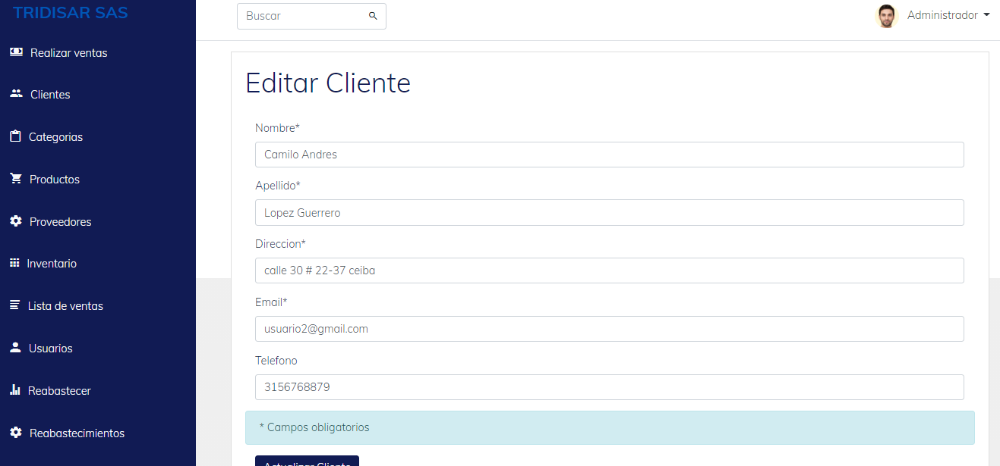 TRIDISAR SAS
Buscar
Administrador
Realizar ventas
Clientes
Categorias
Productos
Proveedores
Inventario
Lista de ventas
Usuarios
Reabastecer
Reabastecimientos
Editar Cliente
Nombre*
Camilo Andres
Apellido*
Lopez Guerrero
Direccion*
calle 30 # 22-37 ceiba
Email*
usuario2@gmail.com
Telefono
3156768879
* Campos obligatorios
Actualizar Cliente